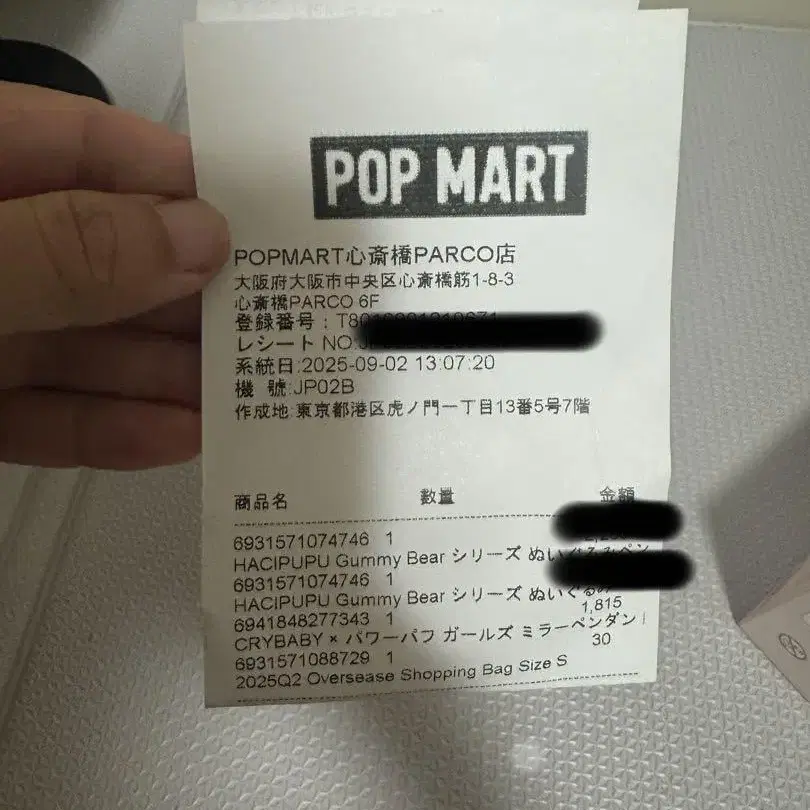 POP MART
POPMART心斎橋PARCO店
大阪府大阪市中央区心斎橋筋1-8-3
心斎橋PARCO 6F
登録番号：T80
レシート NO:
系統日:2025-09-02 13:07:20
機 號:JP02B
作成地:東京都港区虎ノ門一丁目13番5号7階
商品名 数量 金額
6931571074746 1
HACIPUPU Gummy Bear シリーズ ぬいぐるみペン
6931571074746 1
HACIPUPU Gummy Bear シリーズ ぬいぐるみ
6941848277343 1 1,815
CRYBABY × パワーパフ ガールズ ミラーペンダン
6931571088729 1 30
2025Q2 Oversease Shopping Bag Size S